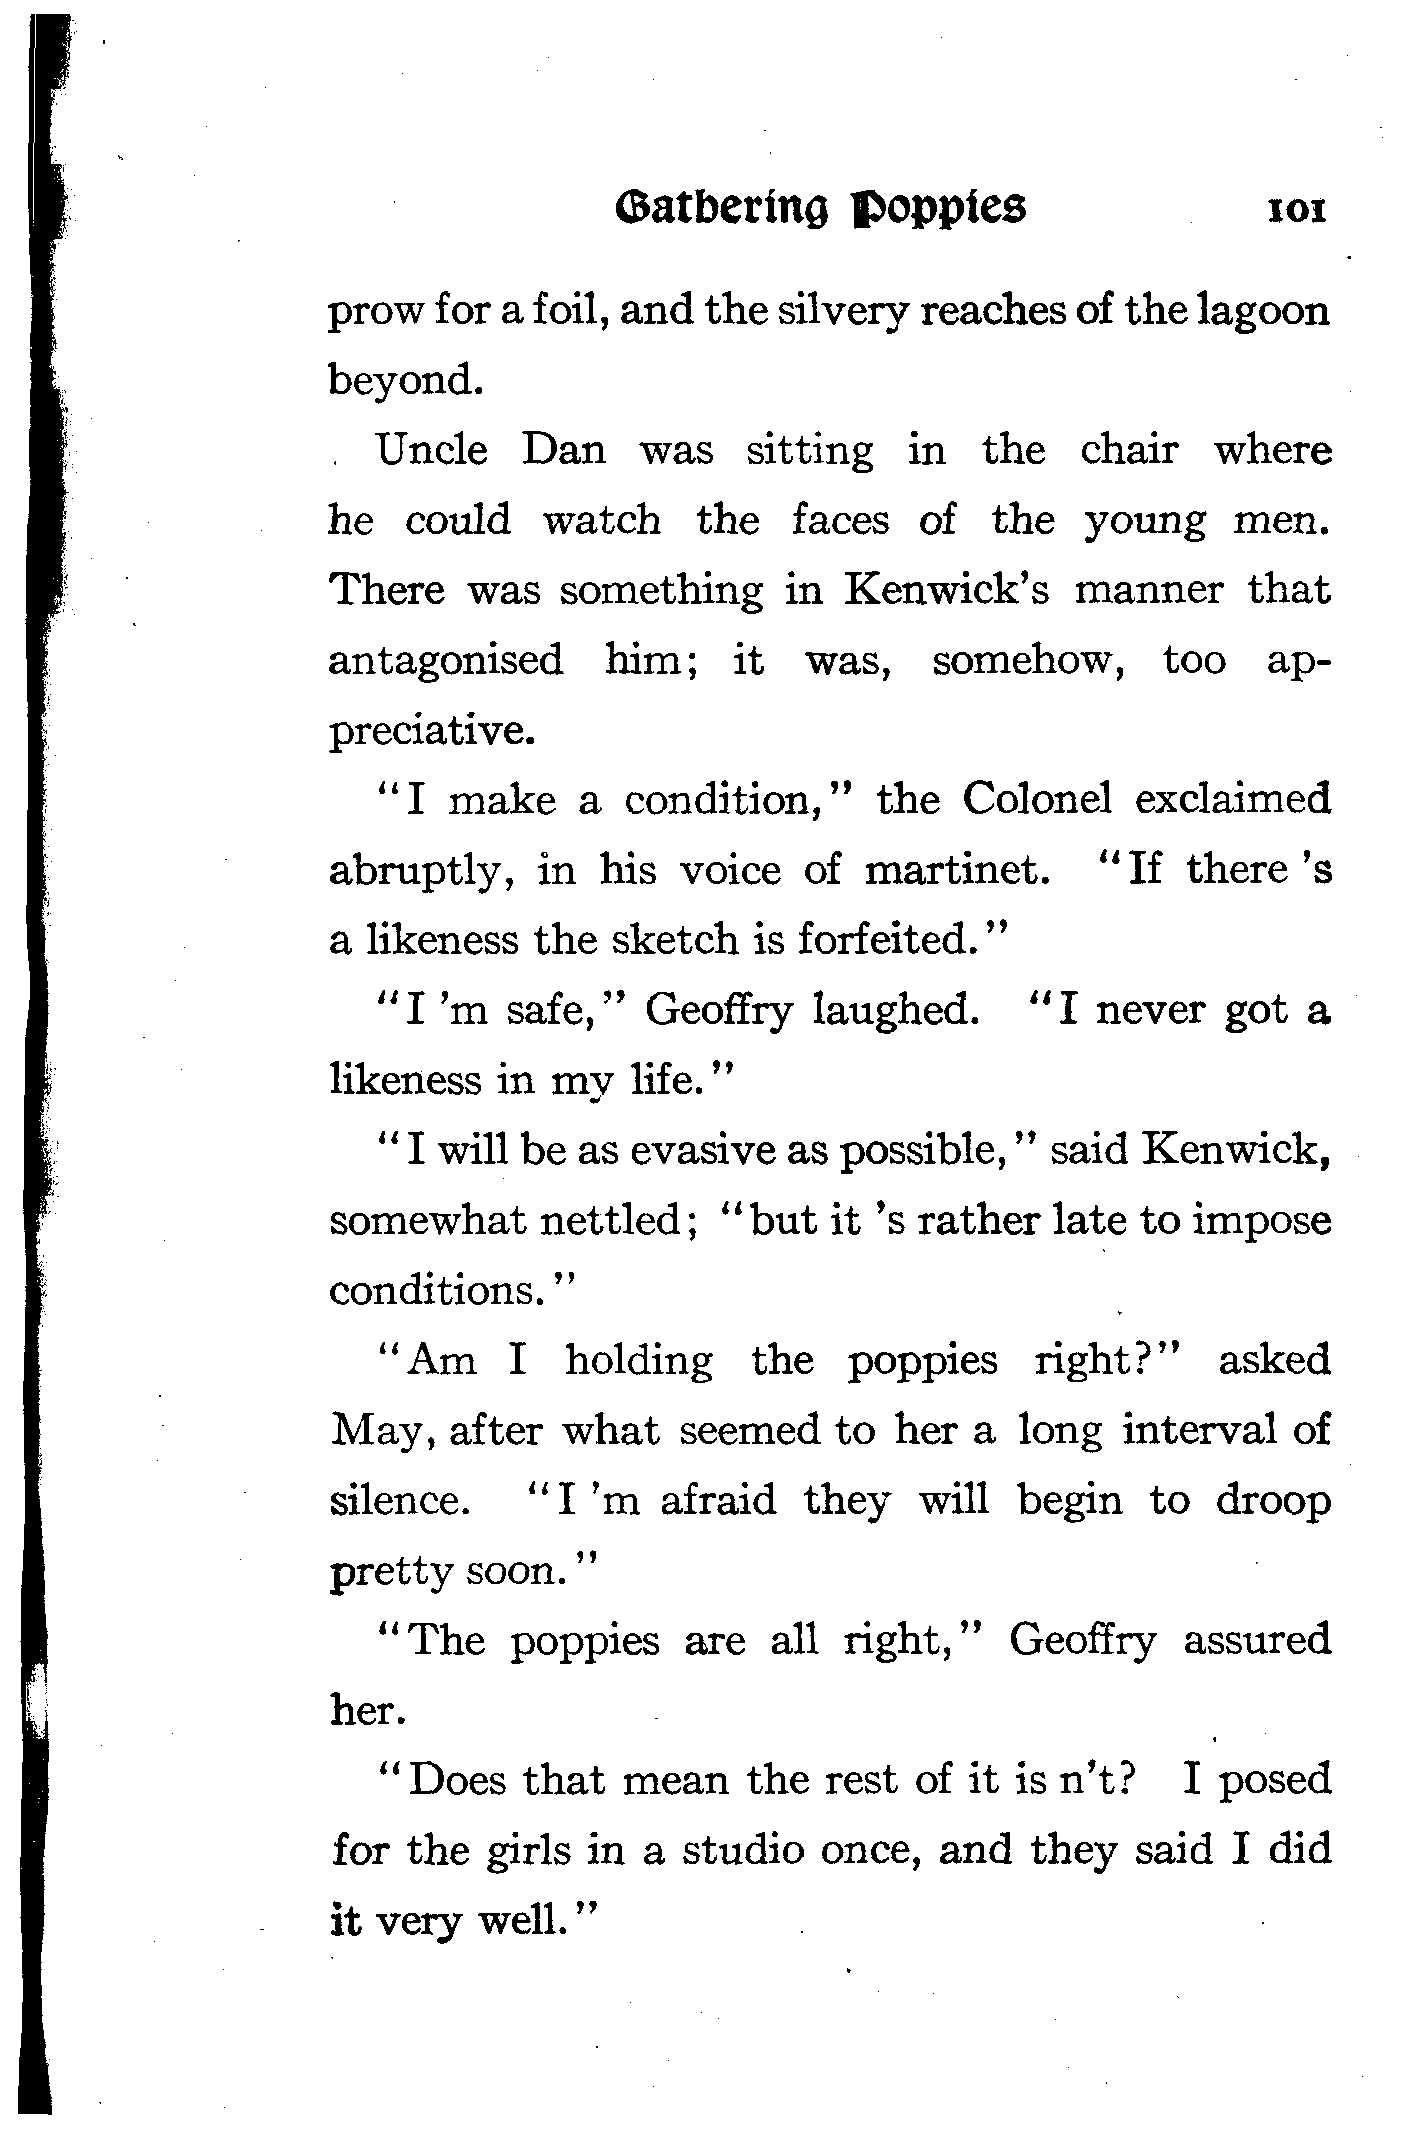 Gathering Poppies 101
prow for a foil, and the silvery reaches of the lagoon
beyond.
Uncle Dan was sitting in the chair where
he could watch the faces of the young men.
There was something in Kenwick's manner that
antagonised him; it was, somehow, too ap-
preciative.
"I make a condition," the Colonel exclaimed
abruptly, in his voice of martinet. "If there 's
a likeness the sketch is forfeited."
"I 'm safe," Geoffry laughed. "I never got a
likeness in my life."
"I will be as evasive as possible," said Kenwick,
somewhat nettled; "but it 's rather late to impose
conditions."
"Am I holding the poppies right?" asked
May, after what seemed to her a long interval of
silence. "I 'm afraid they will begin to droop
pretty soon."
"The poppies are all right," Geoffry assured
her.
"Does that mean the rest of it is n't? I posed
for the girls in a studio once, and they said I did
it very well."